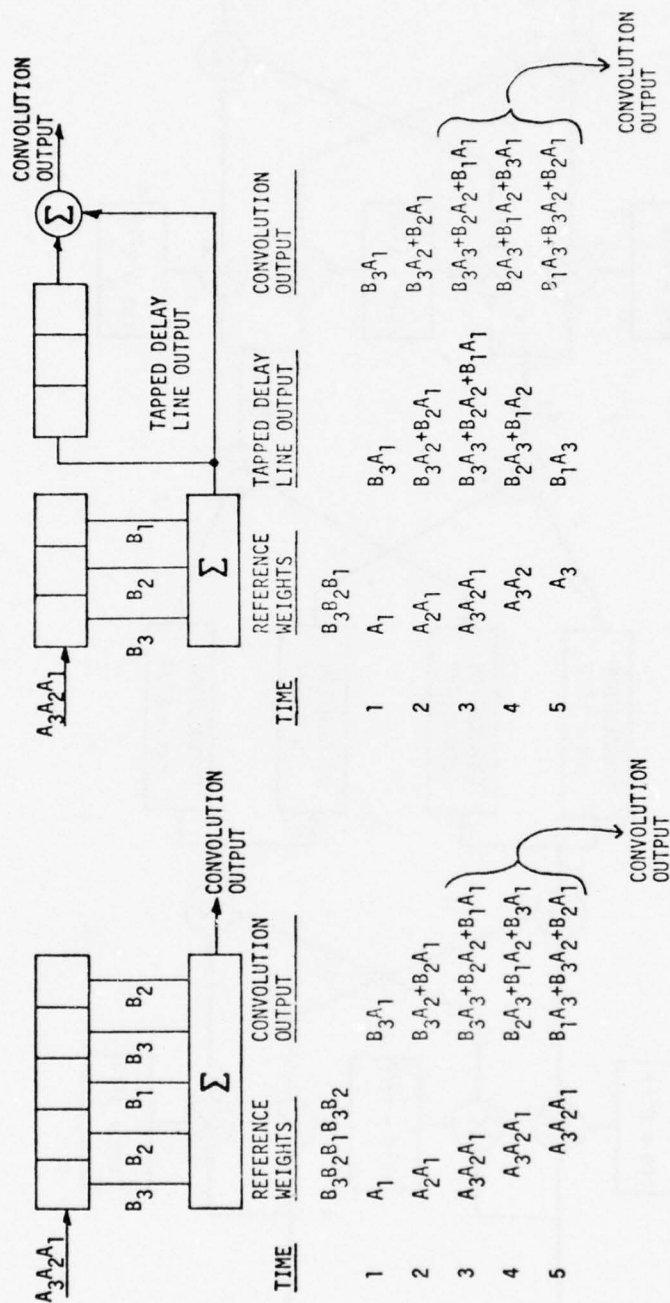 A₃A₂A₁
B₃ B₂ B₁ B₃ B₂
Σ
CONVOLUTION
OUTPUT
TIME
REFERENCE
WEIGHTS
CONVOLUTION
OUTPUT
B₃B₂B₁B₃B₂
1 A₁ B₃A₁
2 A₂A₁ B₃A₂+B₂A₁
3 A₃A₂A₁ B₃A₃+B₂A₂+B₁A₁
4 A₃A₂A₁ B₂A₃+B₁A₂+B₃A₁
5 A₃A₂A₁ B₁A₃+B₃A₂+B₂A₁
CONVOLUTION
OUTPUT
A₃A₂A₁
B₃ B₂ B₁
Σ
TAPPED DELAY
LINE OUTPUT
Σ
CONVOLUTION
OUTPUT
TIME
REFERENCE
WEIGHTS
TAPPED DELAY
LINE OUTPUT
CONVOLUTION
OUTPUT
B₃B₂B₁
1 A₁ B₃A₁ B₃A₁
2 A₂A₁ B₃A₂+B₂A₁ B₃A₂+B₂A₁
3 A₃A₂A₁ B₃A₃+B₂A₂+B₁A₁ B₃A₃+B₂A₂+B₁A₁
4 A₃A₂ B₂A₃+B₁A₂ B₂A₃+B₁A₂+B₃A₁
5 A₃ B₁A₃ B₁A₃+B₃A₂+B₂A₁
CONVOLUTION
OUTPUT